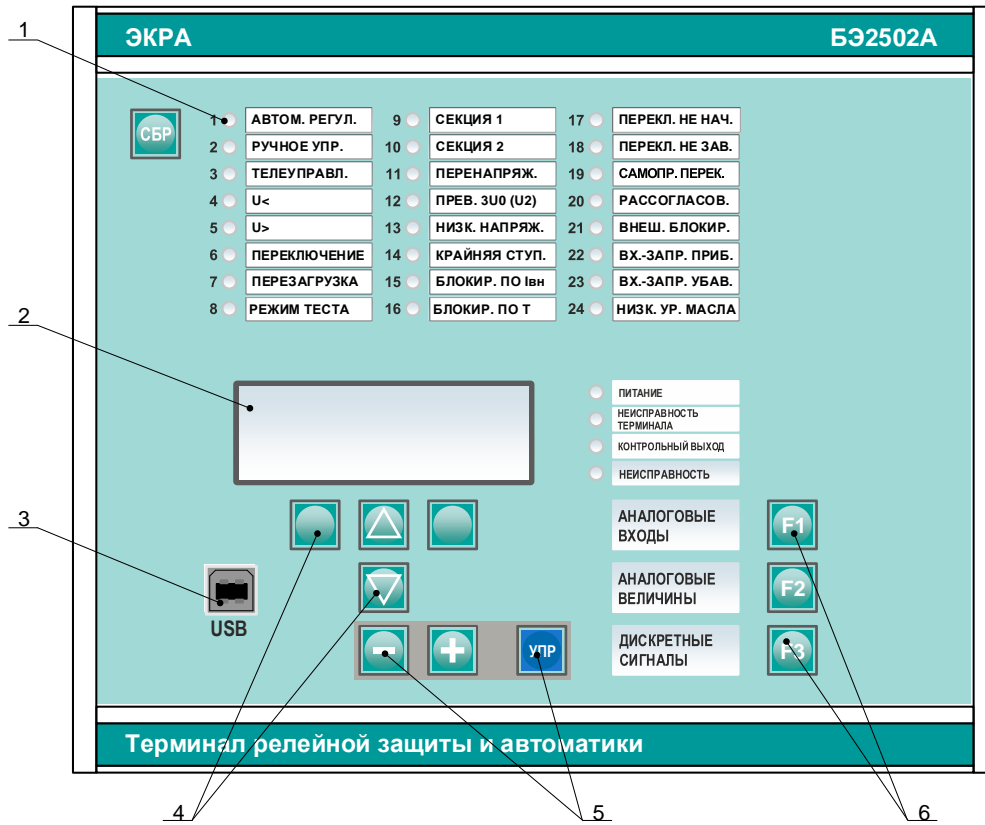 1
ЭКРА БЭ2502А
СБР
1 АВТОМ. РЕГУЛ.
2 РУЧНОЕ УПР.
3 ТЕЛЕУПРАВЛ.
4 U<
5 U>
6 ПЕРЕКЛЮЧЕНИЕ
7 ПЕРЕЗАГРУЗКА
8 РЕЖИМ ТЕСТА
9 СЕКЦИЯ 1
10 СЕКЦИЯ 2
11 ПЕРЕНАПРЯЖ.
12 ПРЕВ. 3U0 (U2)
13 НИЗК. НАПРЯЖ.
14 КРАЙНЯЯ СТУП.
15 БЛОКИР. ПО Iвн
16 БЛОКИР. ПО Т
17 ПЕРЕКЛ. НЕ НАЧ.
18 ПЕРЕКЛ. НЕ ЗАВ.
19 САМОПР. ПЕРЕК.
20 РАССОГЛАСОВ.
21 ВНЕШ. БЛОКИР.
22 ВХ.-ЗАПР. ПРИБ.
23 ВХ.-ЗАПР. УБАВ.
24 НИЗК. УР. МАСЛА
2
ПИТАНИЕ
НЕИСПРАВНОСТЬ
ТЕРМИНАЛА
КОНТРОЛЬНЫЙ ВЫХОД
НЕИСПРАВНОСТЬ
3
USB
АНАЛОГОВЫЕ
ВХОДЫ
F1
АНАЛОГОВЫЕ
ВЕЛИЧИНЫ
F2
УПР
ДИСКРЕТНЫЕ
СИГНАЛЫ
F3
Терминал релейной защиты и автоматики
4 5 6